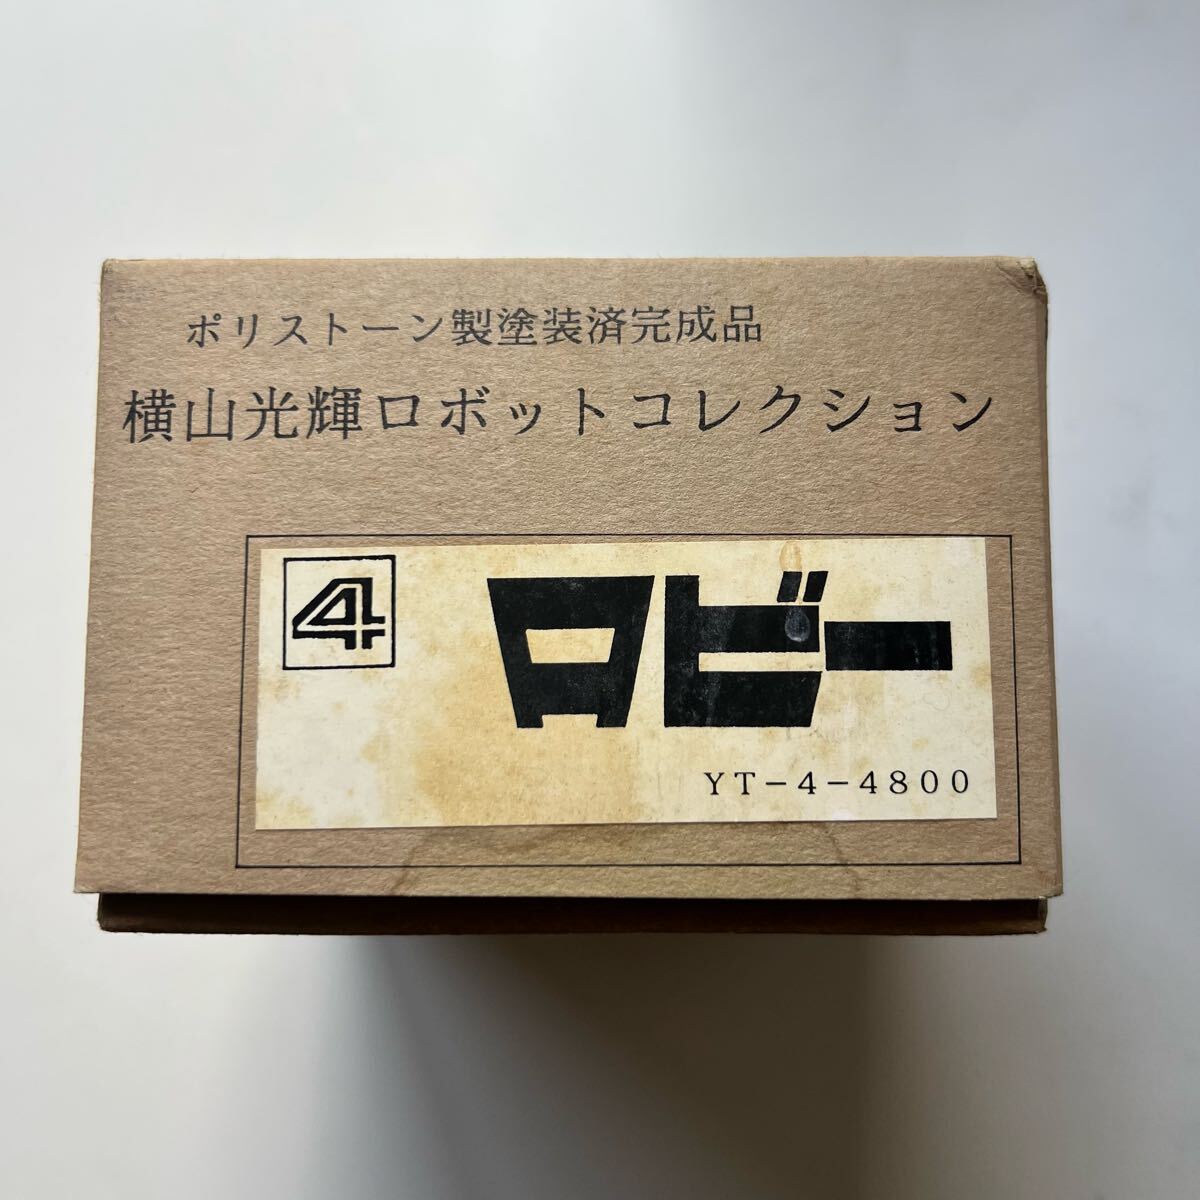 ポリストーン製塗装済完成品
横山光輝ロボットコレクション
4
ロビー
YT-4-4800